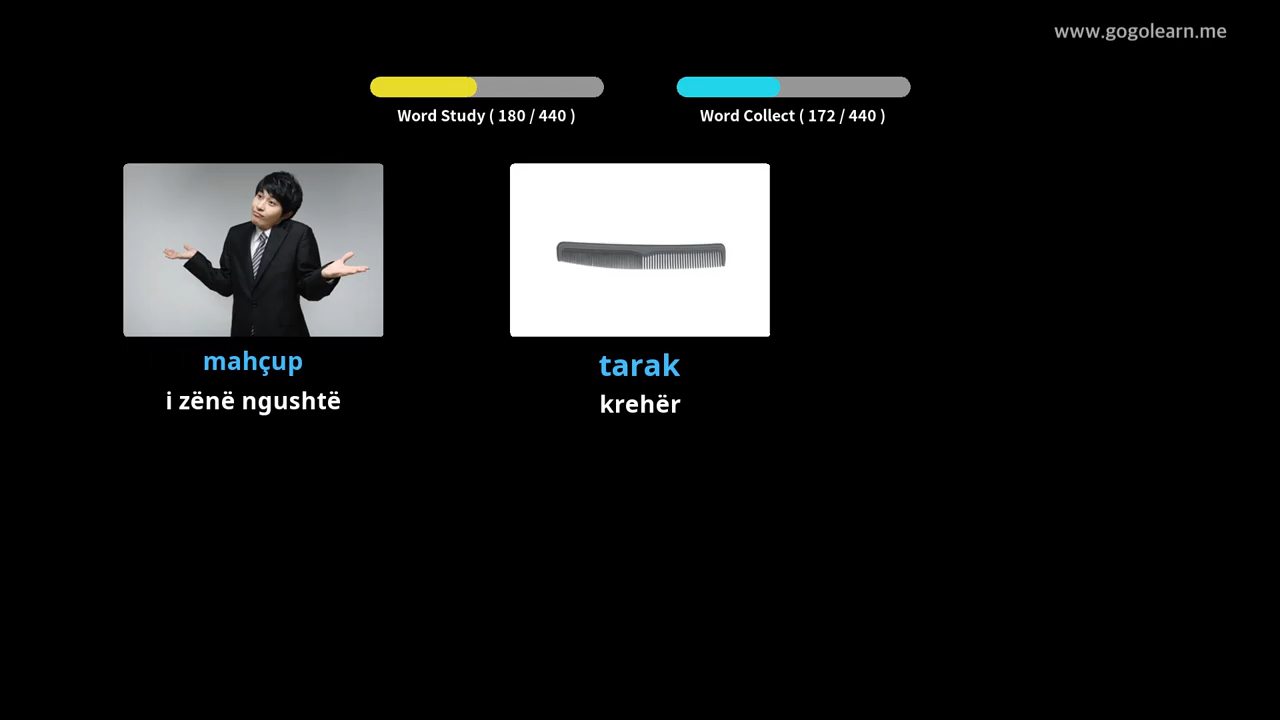 www.gogolearn.me
Word Study ( 180 / 440 )
Word Collect ( 172 / 440 )
mahçup
i zënë ngushtë
tarak
krehër